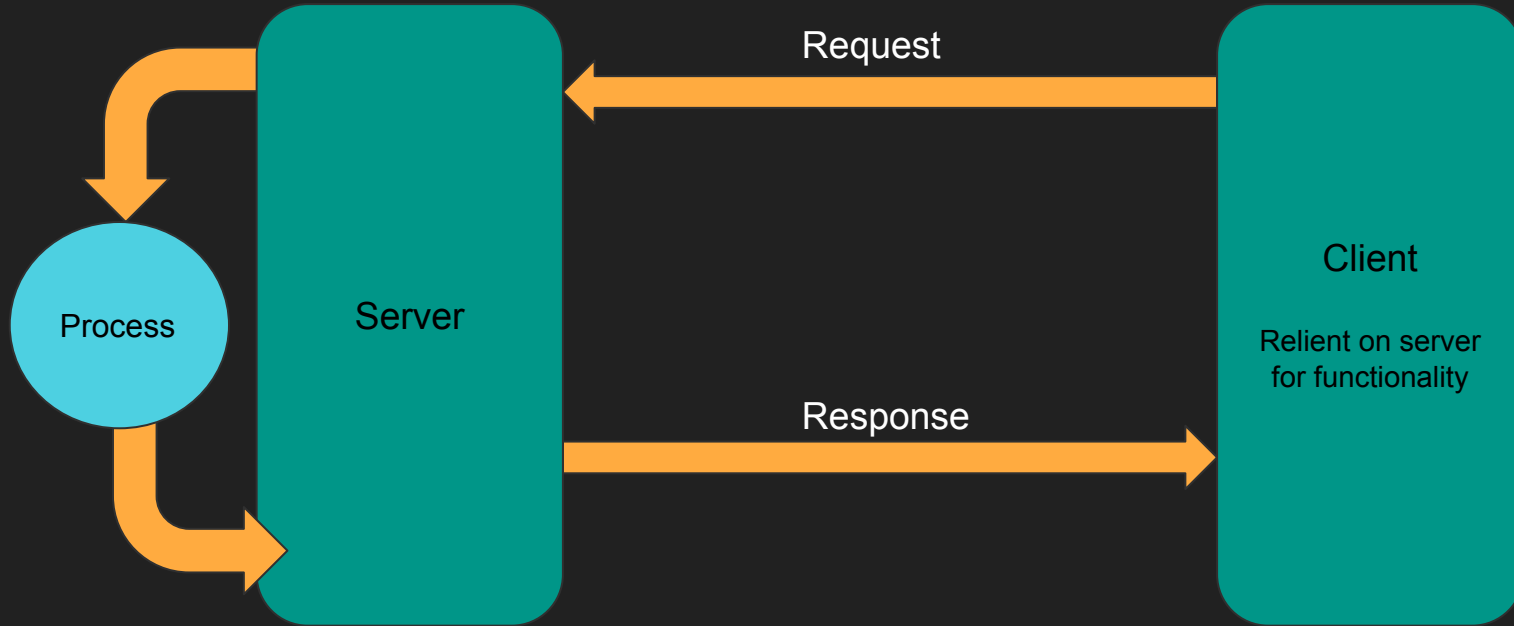 Request
Client
Server
Process
Relient on server
for functionality
Response